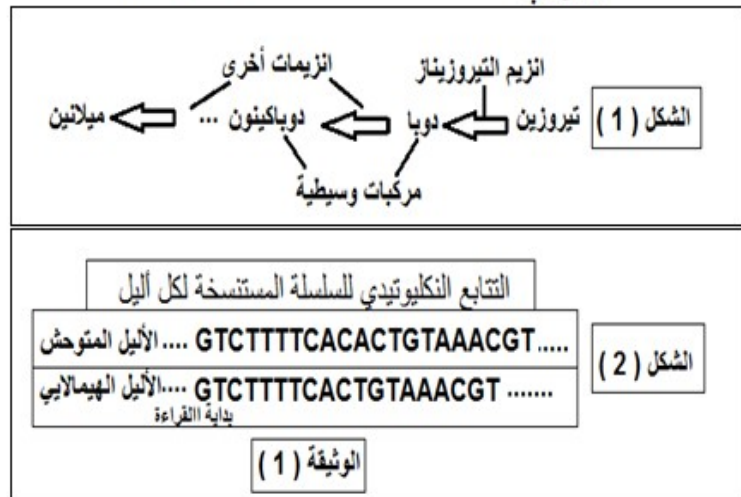 انزيمات أخرى
انزيم التيروزيناز
الشكل ( 1 )
تيروزين
دوبا
دوباكينون ...
ميلانين
مركبات وسيطية
التتابع النكليوتيدي للسلسلة المستنسخة لكل أليل
الأليل المتوحش .... GTCTTTTCACACTGTAAACGT.....
الشكل ( 2 )
الأليل الهيمالايي.... GTCTTTTCACTGTAAACGT .......
بداية االقراءة
الوثيقة ( 1 )